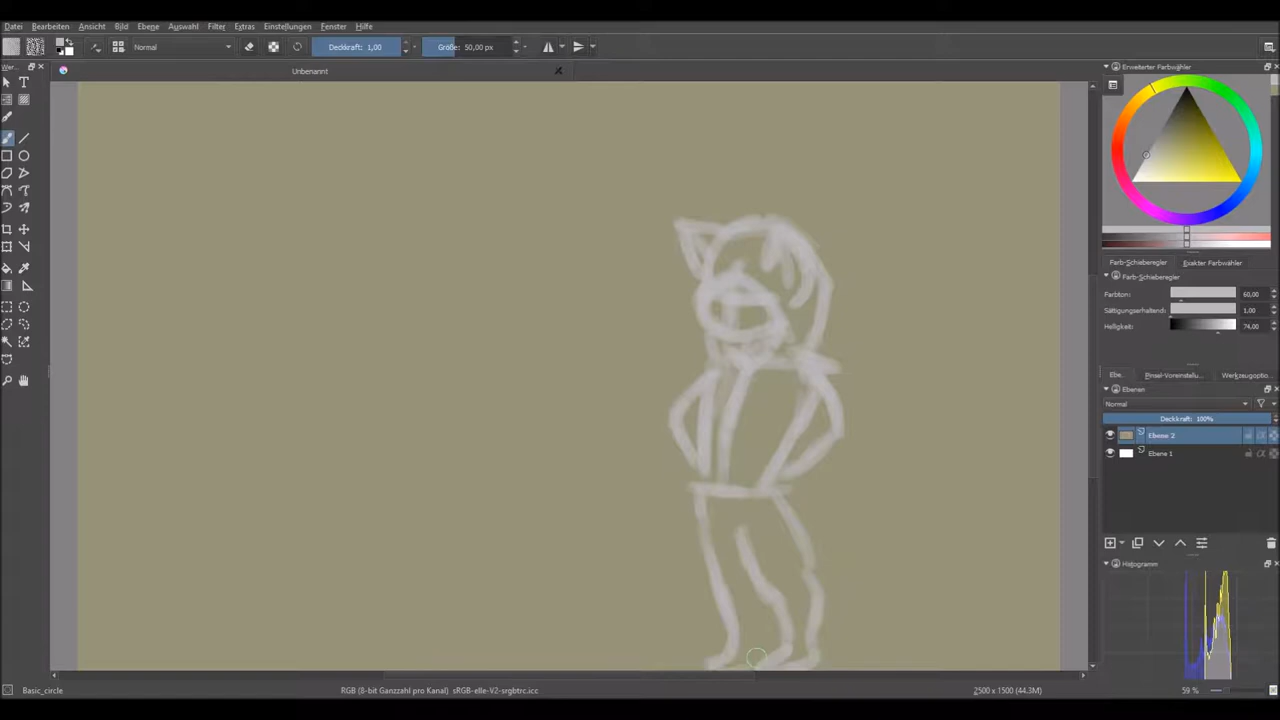 Datei Bearbeiten Ansicht Bild Ebene Auswahl Filter Extras Einstellungen Fenster Hilfe
Normal Deckkraft: 1,00 Größe: 50,00 px
Wer...
Unbenannt
Erweiterter Farbwähler
Farb-Schieberegler Exakter Farbwähler
Farb-Schieberegler
Farbton: 60,00
Sättigungserhaltend: 1,00
Helligkeit: 74,00
Ebe... Pinsel-Voreinstellu... Werkzeugoptio...
Ebenen
Normal
Deckkraft: 100%
Ebene 2
Ebene 1
Histogramm
Basic_circle RGB (8-bit Ganzzahl pro Kanal) sRGB-elle-V2-srgbtrc.icc 2500 x 1500 (44.3M) 59 %